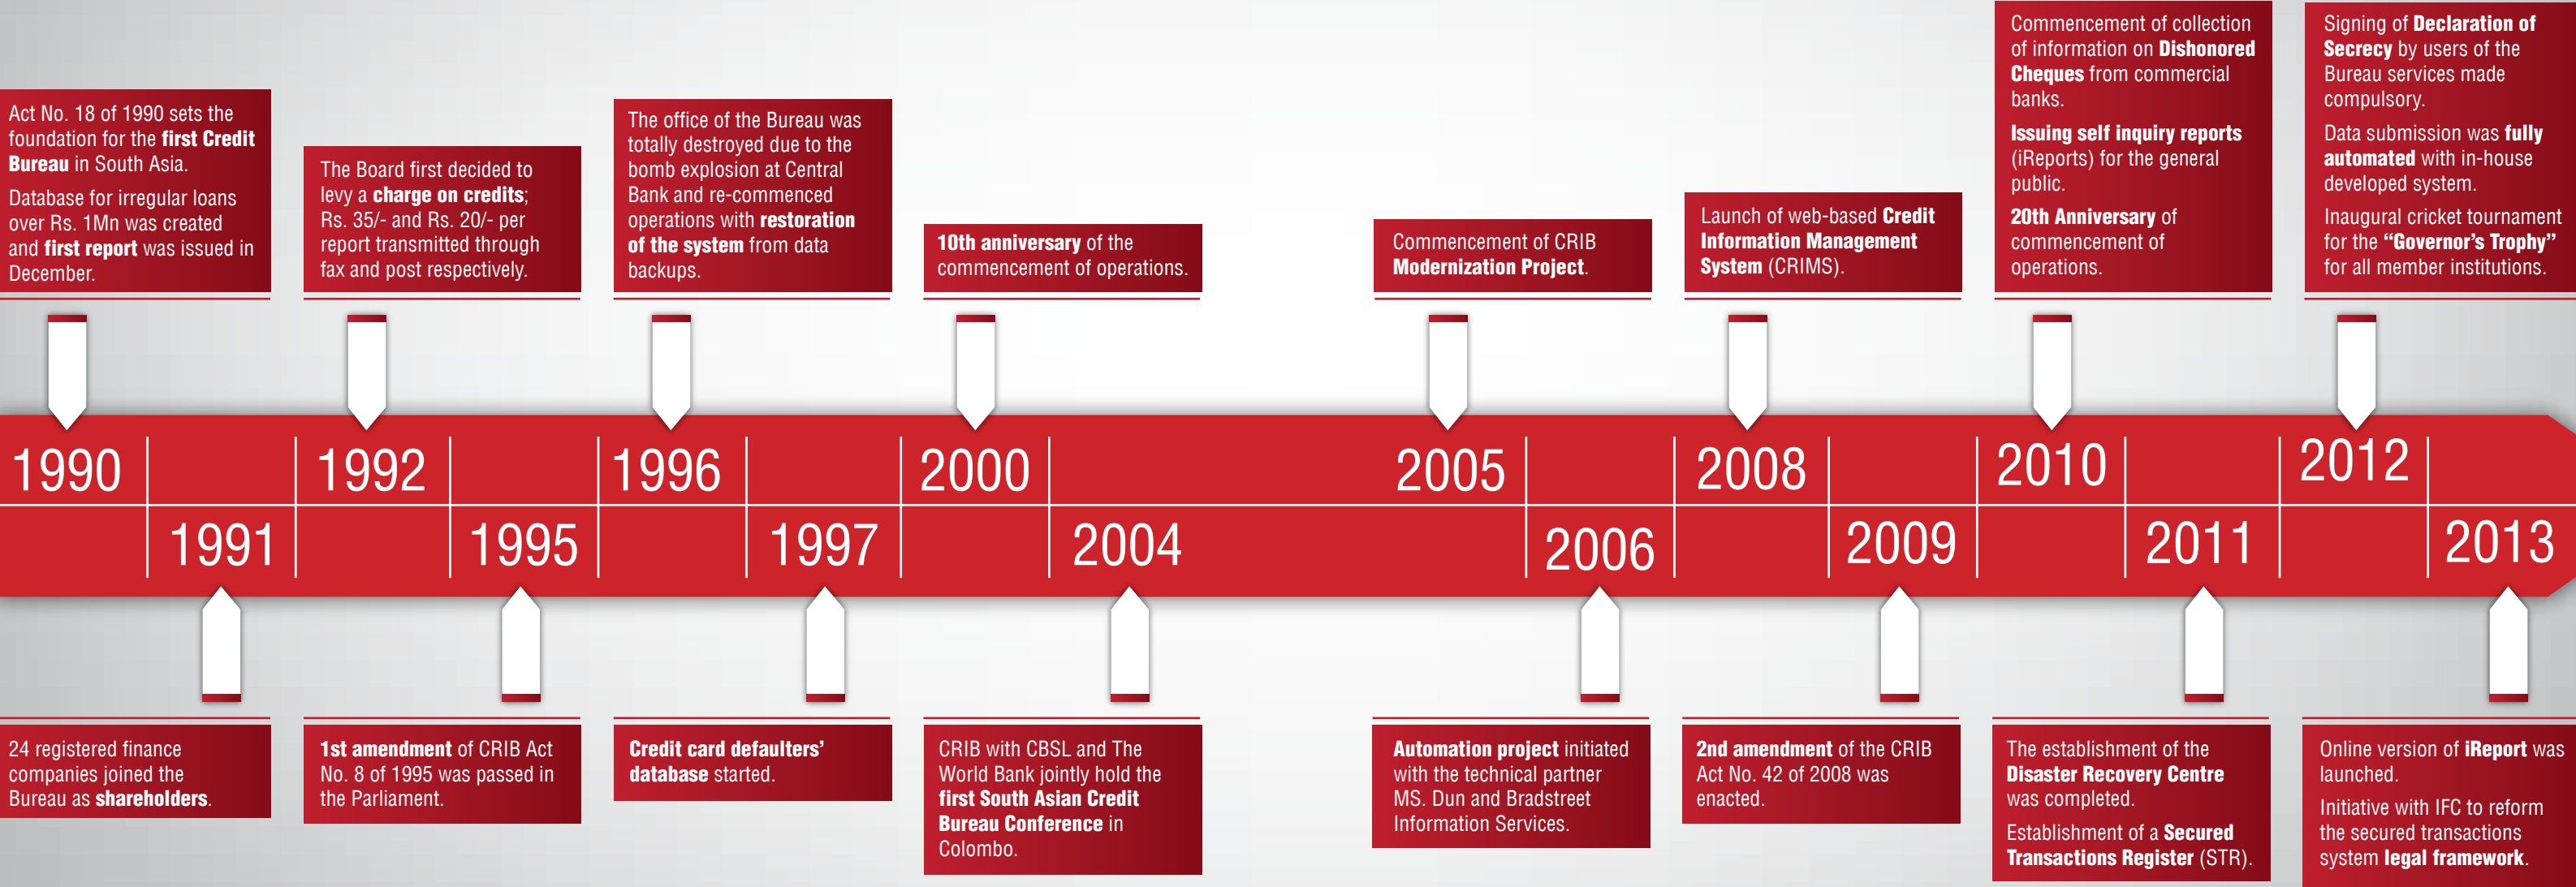 Act No. 18 of 1990 sets the
foundation for the first Credit
Bureau in South Asia.
Database for irregular loans
over Rs. 1Mn was created
and first report was issued in
December.
The Board first decided to
levy a charge on credits;
Rs. 35/- and Rs. 20/- per
report transmitted through
fax and post respectively.
The office of the Bureau was
totally destroyed due to the
bomb explosion at Central
Bank and re-commenced
operations with restoration
of the system from data
backups.
10th anniversary of the
commencement of operations.
Commencement of CRIB
Modernization Project.
Launch of web-based Credit
Information Management
System (CRIMS).
Commencement of collection
of information on Dishonored
Cheques from commercial
banks.
Issuing self inquiry reports
(iReports) for the general
public.
20th Anniversary of
commencement of
operations.
Signing of Declaration of
Secrecy by users of the
Bureau services made
compulsory.
Data submission was fully
automated with in-house
developed system.
Inaugural cricket tournament
for the “Governor’s Trophy”
for all member institutions.
1990
1992
1996
2000
2005
2008
2010
2012
1991
1995
1997
2004
2006
2009
2011
2013
24 registered finance
companies joined the
Bureau as shareholders.
1st amendment of CRIB Act
No. 8 of 1995 was passed in
the Parliament.
Credit card defaulters’
database started.
CRIB with CBSL and The
World Bank jointly hold the
first South Asian Credit
Bureau Conference in
Colombo.
Automation project initiated
with the technical partner
MS. Dun and Bradstreet
Information Services.
2nd amendment of the CRIB
Act No. 42 of 2008 was
enacted.
The establishment of the
Disaster Recovery Centre
was completed.
Establishment of a Secured
Transactions Register (STR).
Online version of iReport was
launched.
Initiative with IFC to reform
the secured transactions
system legal framework.